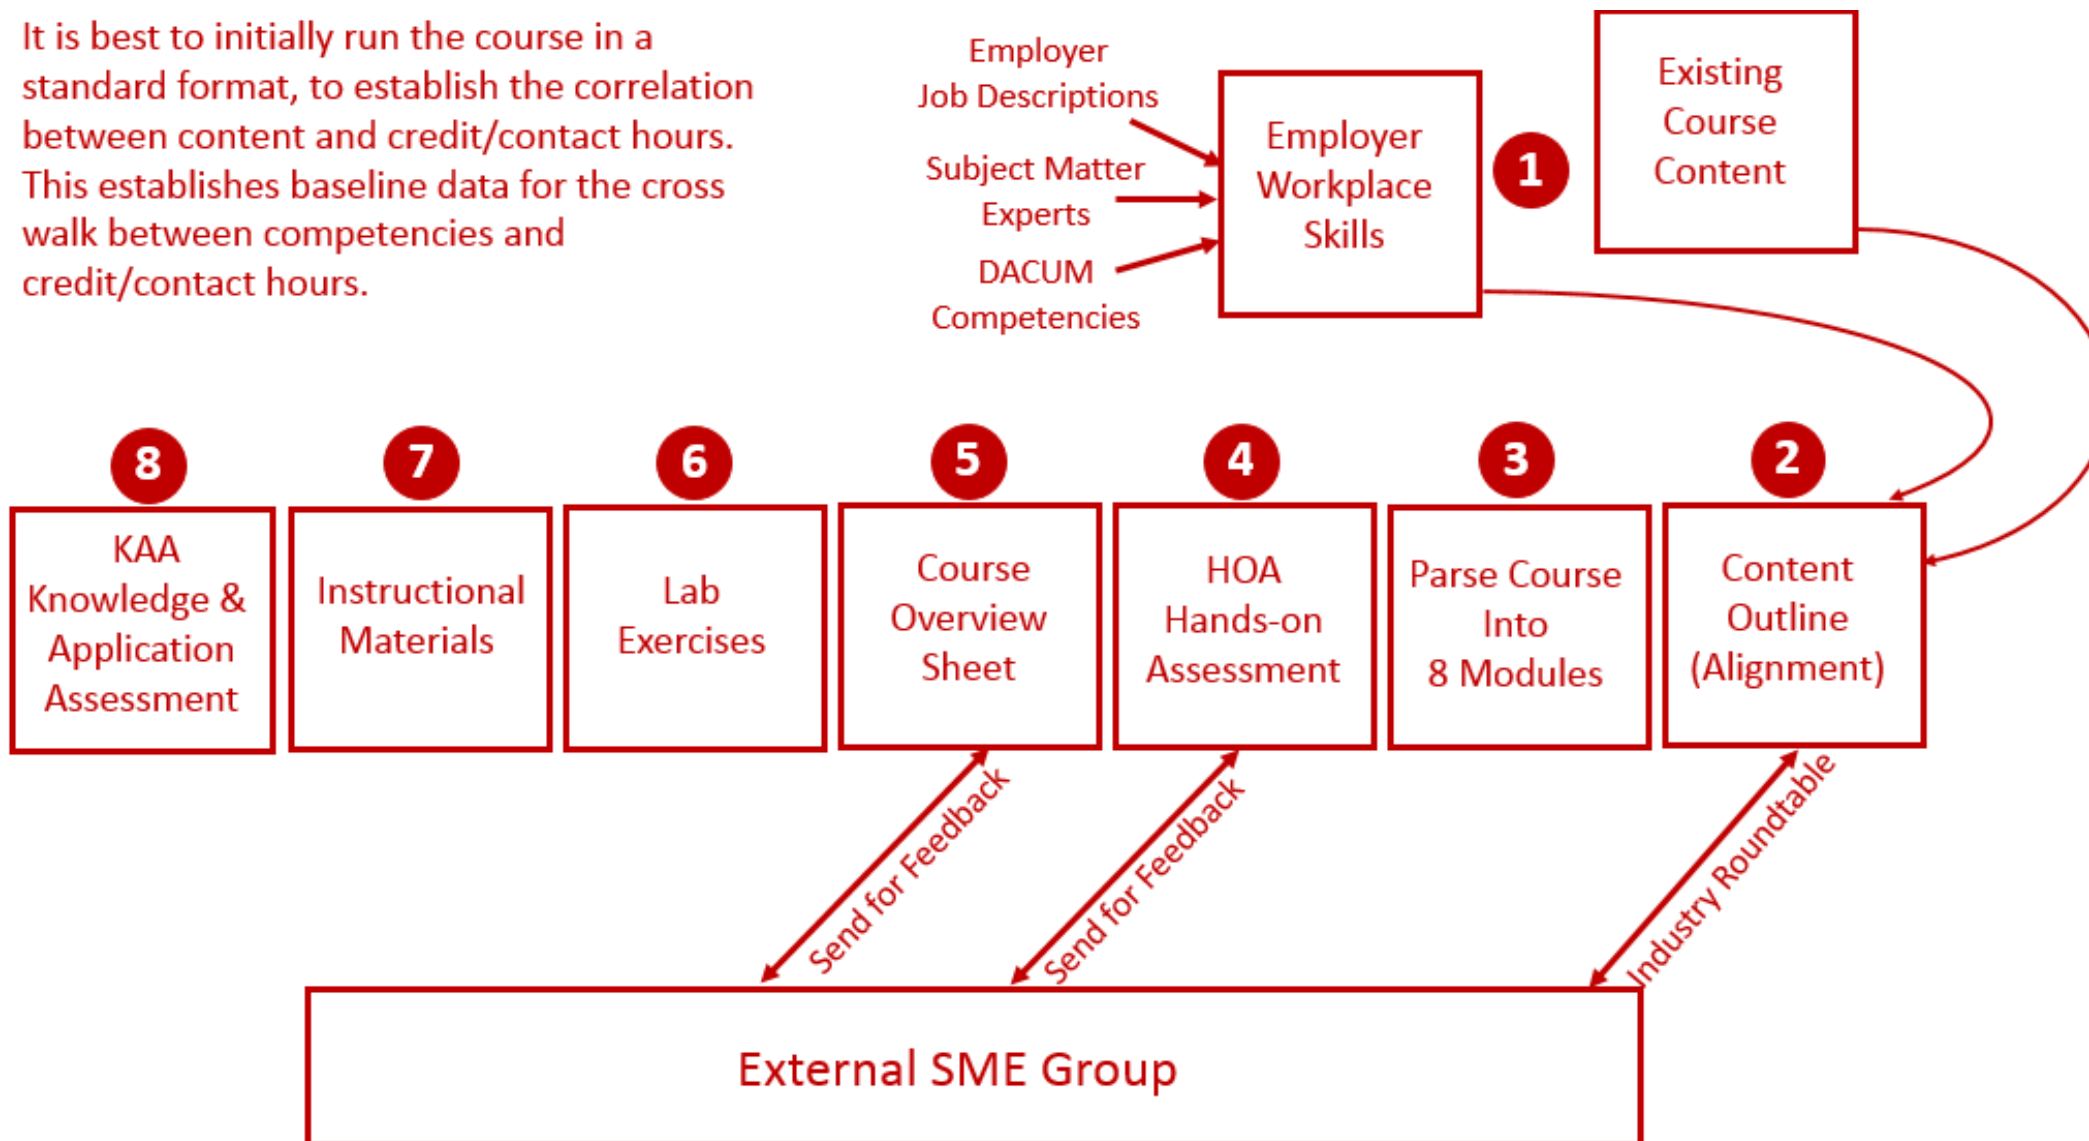 It is best to initially run the course in a
standard format, to establish the correlation
between content and credit/contact hours.
This establishes baseline data for the cross
walk between competencies and
credit/contact hours.
Employer
Job Descriptions
Subject Matter
Experts
DACUM
Competencies
Employer
Workplace
Skills
1
Existing
Course
Content
8
KAA
Knowledge &
Application
Assessment
7
Instructional
Materials
6
Lab
Exercises
5
Course
Overview
Sheet
4
HOA
Hands-on
Assessment
3
Parse Course
Into
8 Modules
2
Content
Outline
(Alignment)
Send for Feedback
Send for Feedback
Industry Roundtable
External SME Group